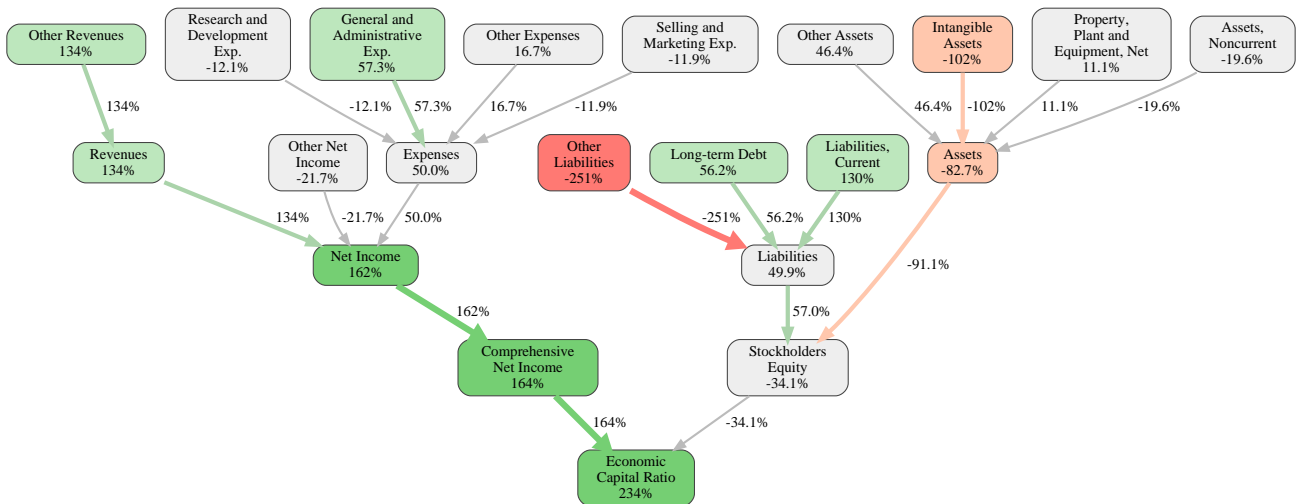 Other Revenues
134%
Research and
Development
Exp.
-12.1%
General and
Administrative
Exp.
57.3%
Other Expenses
16.7%
Selling and
Marketing Exp.
-11.9%
Other Assets
46.4%
Intangible
Assets
-102%
Property,
Plant and
Equipment, Net
11.1%
Assets,
Noncurrent
-19.6%
134%
-12.1%
57.3%
16.7%
-11.9%
46.4%
-102%
11.1%
-19.6%
Revenues
134%
Other Net
Income
-21.7%
Expenses
50.0%
Other
Liabilities
-251%
Long-term Debt
56.2%
Liabilities,
Current
130%
Assets
-82.7%
134%
-21.7%
50.0%
-251%
56.2%
130%
-91.1%
Net Income
162%
Liabilities
49.9%
162%
57.0%
Comprehensive
Net Income
164%
Stockholders
Equity
-34.1%
164%
-34.1%
Economic
Capital Ratio
234%